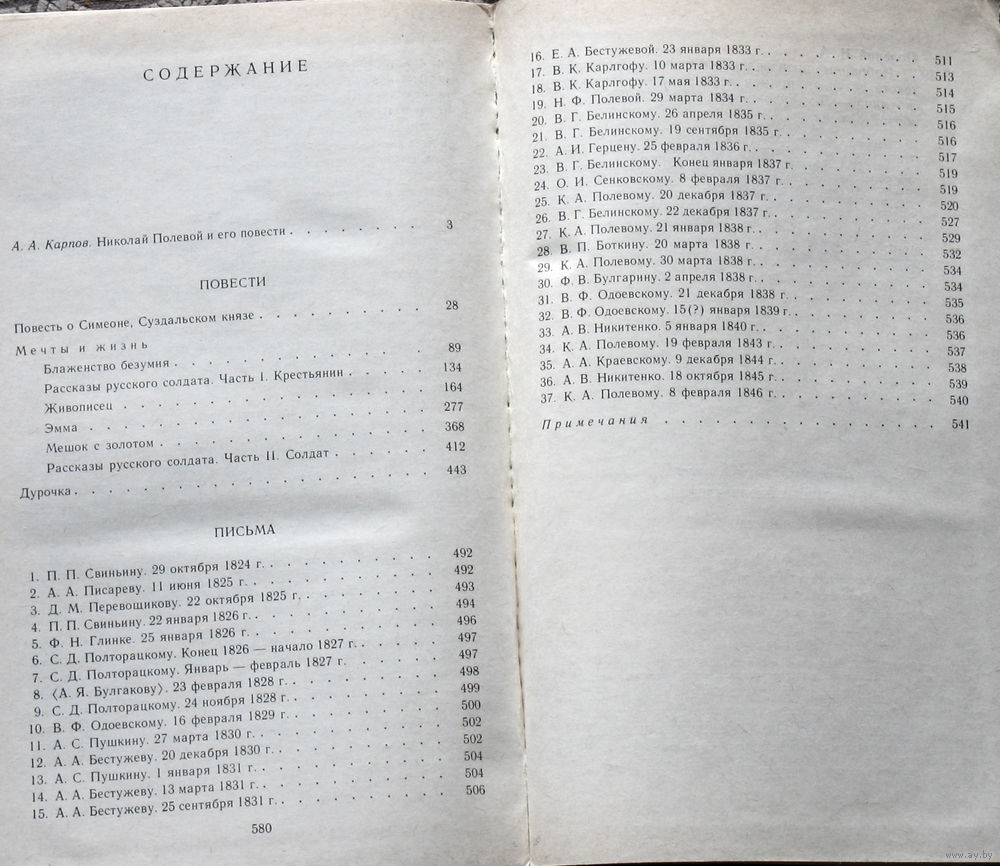 СОДЕРЖАНИЕ
А. А. Карпов. Николай Полевой и его повести . . . . . . . . 3
ПОВЕСТИ
Повесть о Симеоне, Суздальском князе . . . . . . . . . 28
Мечты и жизнь
Блаженство безумия . . . . . . . . . . . . . 89
Рассказы русского солдата. Часть I. Крестьянин . . . . . 134
Живописец . . . . . . . . . . . . . . . . 164
Эмма . . . . . . . . . . . . . . . . . . 277
Мешок с золотом . . . . . . . . . . . . . . 368
Рассказы русского солдата. Часть II. Солдат . . . . . . 412
Дурочка . . . . . . . . . . . . . . . . . . . 443
ПИСЬМА
1. П. П. Свиньину. 29 октября 1824 г. . . . . . . . . 492
2. А. А. Писареву. 11 июня 1825 г. . . . . . . . . . 492
3. Д. М. Перевощикову. 22 октября 1825 г. . . . . . . . 493
4. П. П. Свиньину. 22 января 1826 г. . . . . . . . . . 494
5. Ф. Н. Глинке. 25 января 1826 г. . . . . . . . . . 496
6. С. Д. Полторацкому. Конец 1826 — начало 1827 г. . . . . 497
7. С. Д. Полторацкому. Январь — февраль 1827 г. . . . . . 497
8. ⟨А. Я. Булгакову⟩. 23 февраля 1828 г. . . . . . . . 498
9. С. Д. Полторацкому. 24 ноября 1828 г. . . . . . . . 499
10. В. Ф. Одоевскому. 16 февраля 1829 г. . . . . . . . 500
11. А. С. Пушкину. 27 марта 1830 г. . . . . . . . . . 502
12. А. А. Бестужеву. 20 декабря 1830 г. . . . . . . . . 502
13. А. С. Пушкину. 1 января 1831 г. . . . . . . . . . 504
14. А. А. Бестужеву. 13 марта 1831 г. . . . . . . . . . 504
15. А. А. Бестужеву. 25 сентября 1831 г. . . . . . . . . 506
580
16. Е. А. Бестужевой. 23 января 1833 г. . . . . . . . . 511
17. В. К. Карлгофу. 10 марта 1833 г. . . . . . . . . . 513
18. В. К. Карлгофу. 17 мая 1833 г. . . . . . . . . . 514
19. Н. Ф. Полевой. 29 марта 1834 г. . . . . . . . . . 515
20. В. Г. Белинскому. 26 апреля 1835 г. . . . . . . . . 516
21. В. Г. Белинскому. 19 сентября 1835 г. . . . . . . . 516
22. А. И. Герцену. 25 февраля 1836 г. . . . . . . . . 517
23. В. Г. Белинскому. Конец января 1837 г. . . . . . . . 519
24. О. И. Сенковскому. 8 февраля 1837 г. . . . . . . . 519
25. К. А. Полевому. 20 декабря 1837 г. . . . . . . . . 520
26. В. Г. Белинскому. 22 декабря 1837 г. . . . . . . . 527
27. К. А. Полевому. 21 января 1838 г. . . . . . . . . 529
28. В. П. Боткину. 20 марта 1838 г. . . . . . . . . . 532
29. К. А. Полевому. 30 марта 1838 г. . . . . . . . . . 534
30. Ф. В. Булгарину. 2 апреля 1838 г. . . . . . . . . 534
31. В. Ф. Одоевскому. 21 декабря 1838 г. . . . . . . . 535
32. В. Ф. Одоевскому. 15(?) января 1839 г. . . . . . . . 536
33. А. В. Никитенко. 5 января 1840 г. . . . . . . . . 536
34. К. А. Полевому. 19 февраля 1843 г. . . . . . . . . 537
35. А. А. Краевскому. 9 декабря 1844 г. . . . . . . . . 538
36. А. В. Никитенко. 18 октября 1845 г. . . . . . . . . 539
37. К. А. Полевому. 8 февраля 1846 г. . . . . . . . . 540
Примечания . . . . . . . . . . . . . . . 541
www.ay.by